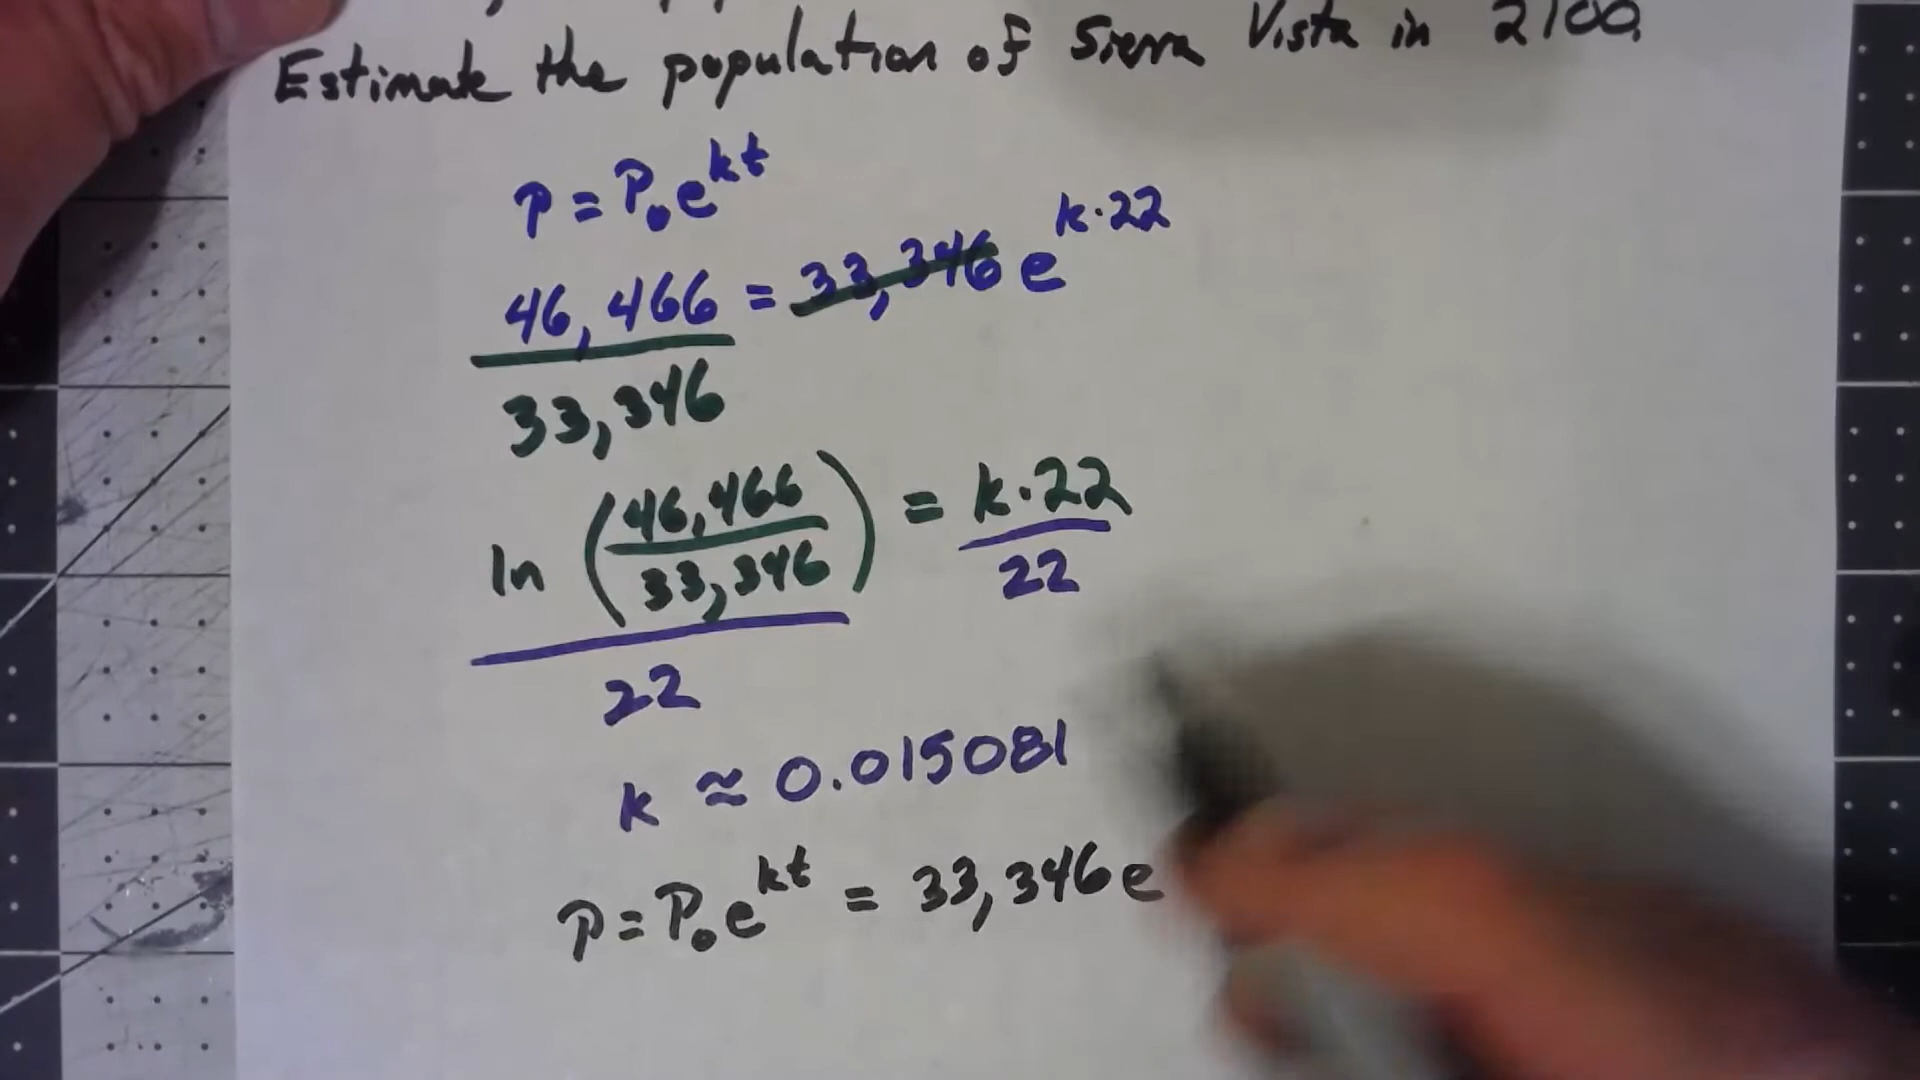 Estimate the population of Sierra Vista in 2100.
P = P₀e^kt
46,466 = 33,346 e^k·22
33,346
ln (46,466 / 33,346) = k·22
22 22
k ≈ 0.015081
P = P₀e^kt = 33,346e